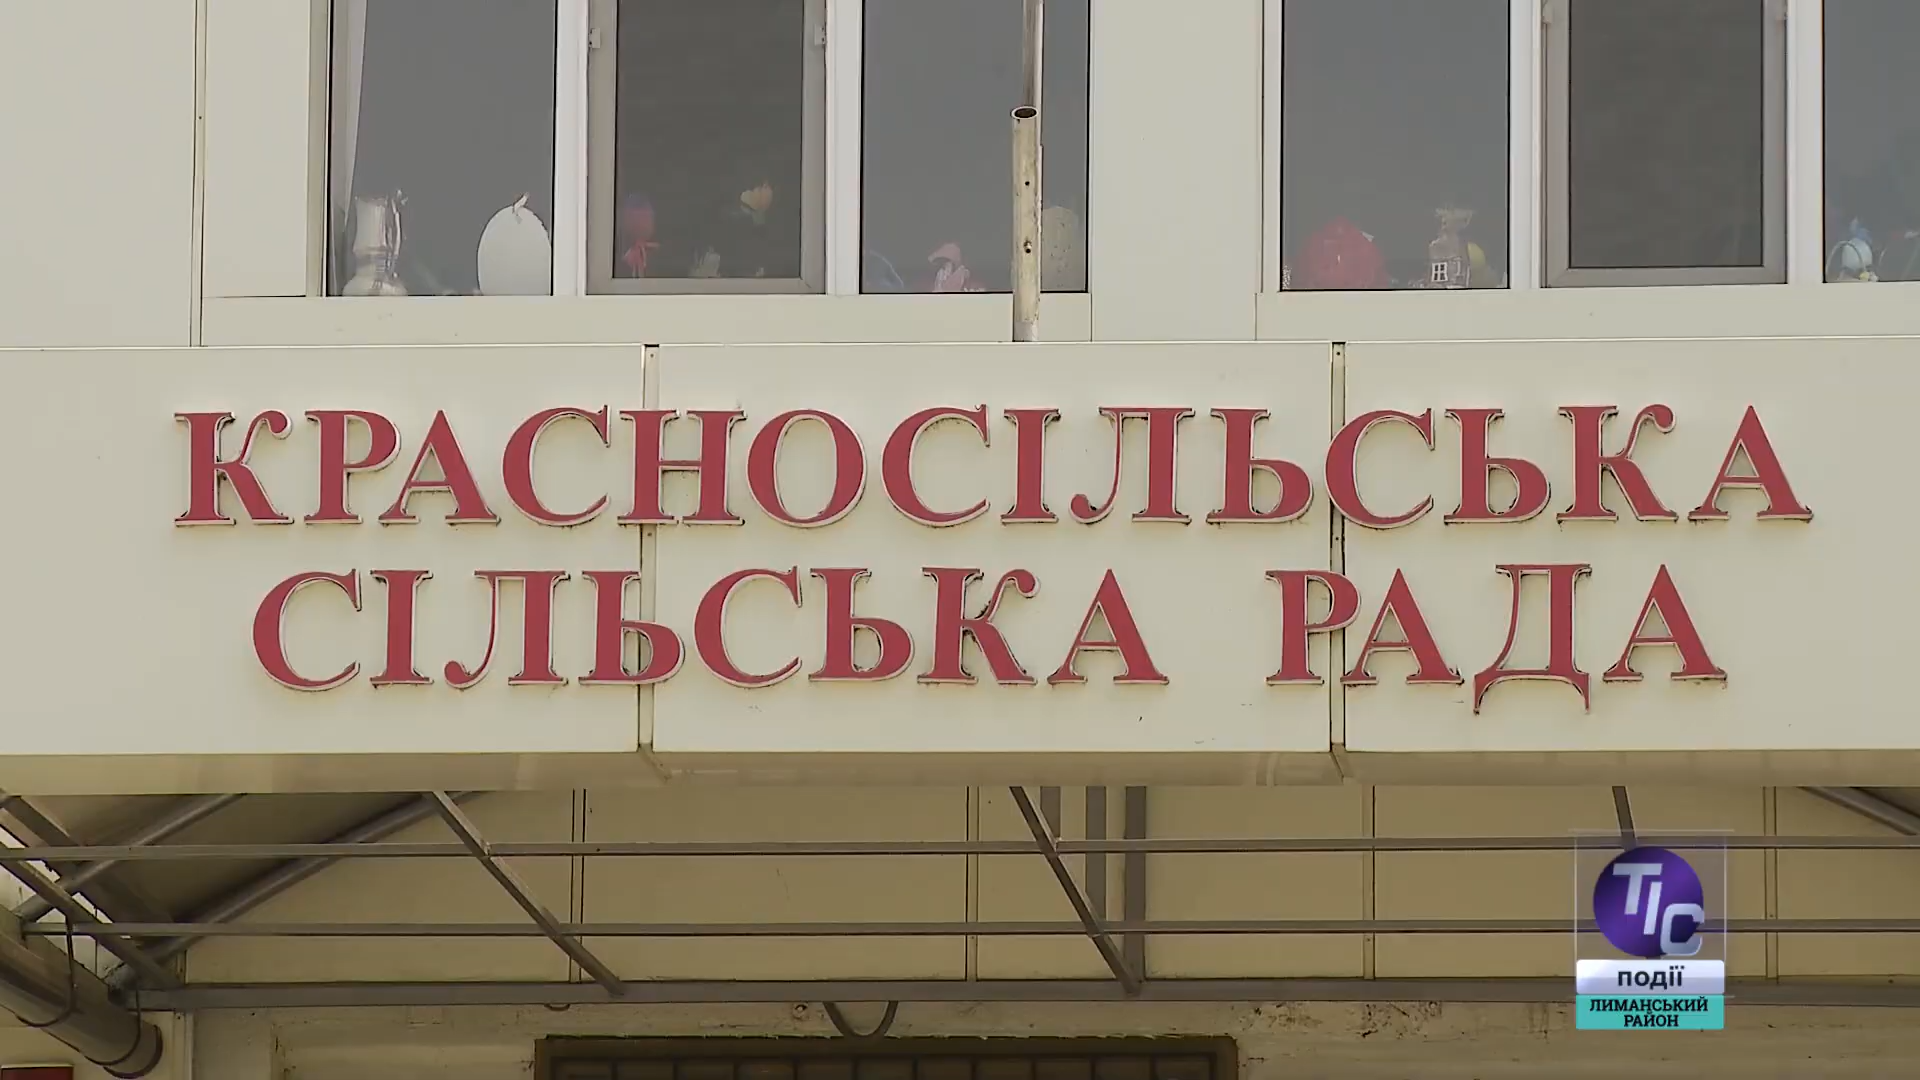 КРАСНОСІЛЬСЬКА
СІЛЬСЬКА РАДА
ТІС
ПОДІЇ
ЛИМАНСЬКИЙ
РАЙОН